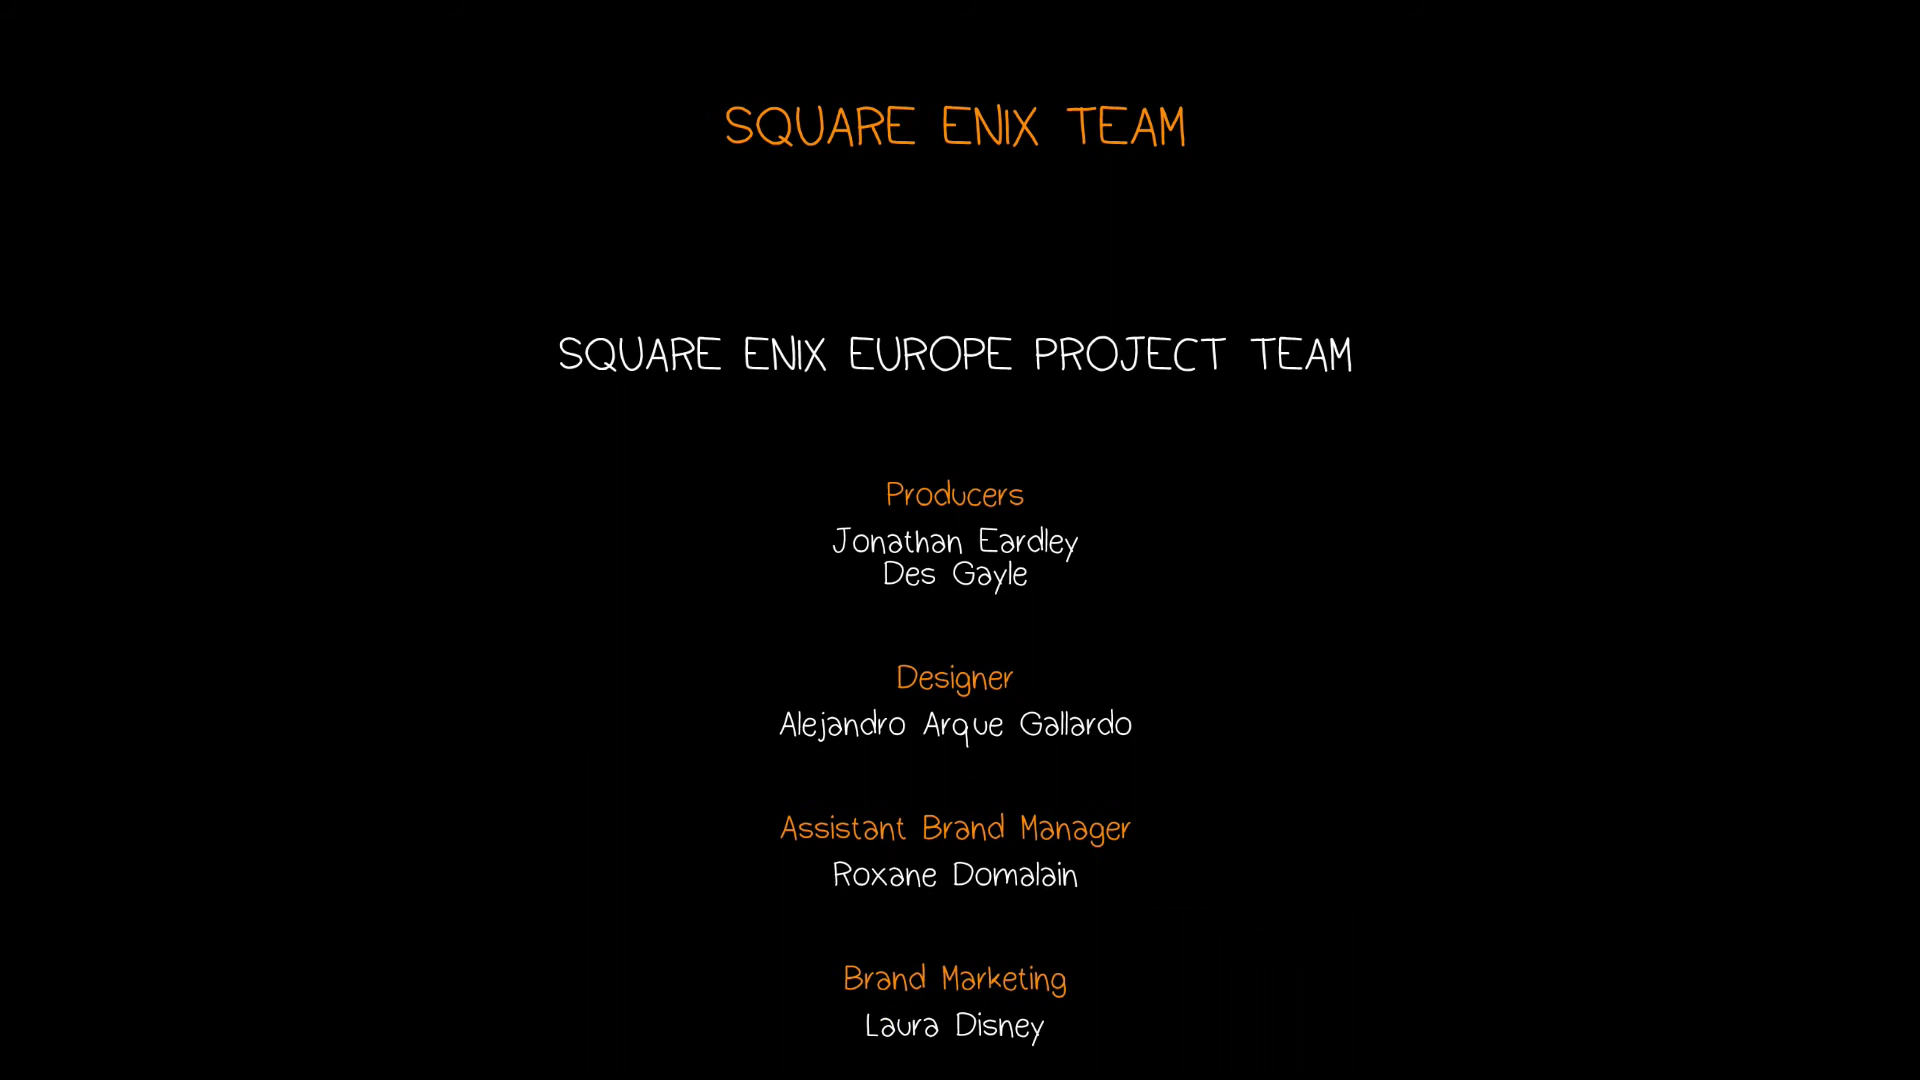 SQUARE ENIX TEAM
SQUARE ENIX EUROPE PROJECT TEAM
Producers
Jonathan Eardley
Des Gayle
Designer
Alejandro Arque Gallardo
Assistant Brand Manager
Roxane Domalain
Brand Marketing
Laura Disney